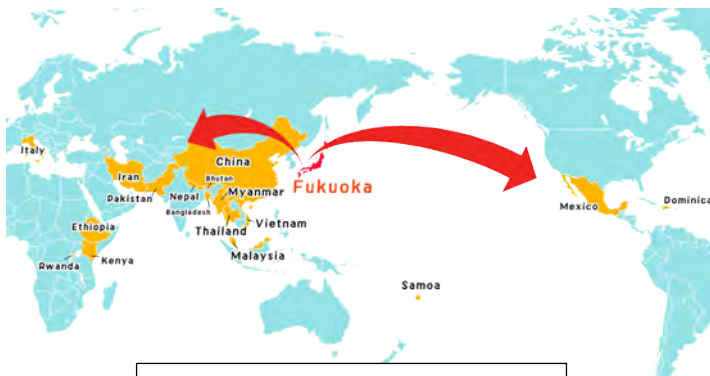 Italy
Iran
China
Bhutan
Pakistan
Nepal
Myanmar
Fukuoka
Bangladesh
Ethiopia
Thailand
Vietnam
Rwanda
Kenya
Malaysia
Mexico
Dominica
Samoa